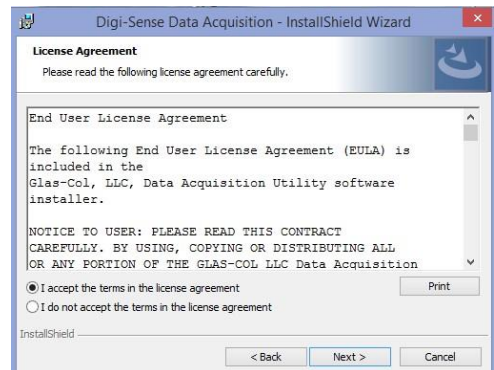 Digi-Sense Data Acquisition - InstallShield Wizard
License Agreement
Please read the following license agreement carefully.
End User License Agreement
The following End User License Agreement (EULA) is
included in the
Glas-Col, LLC, Data Acquisition Utility software
installer.
NOTICE TO USER: PLEASE READ THIS CONTRACT
CAREFULLY. BY USING, COPYING OR DISTRIBUTING ALL
OR ANY PORTION OF THE GLAS-COL LLC Data Acquisition
I accept the terms in the license agreement
Print
I do not accept the terms in the license agreement
InstallShield
< Back
Next >
Cancel